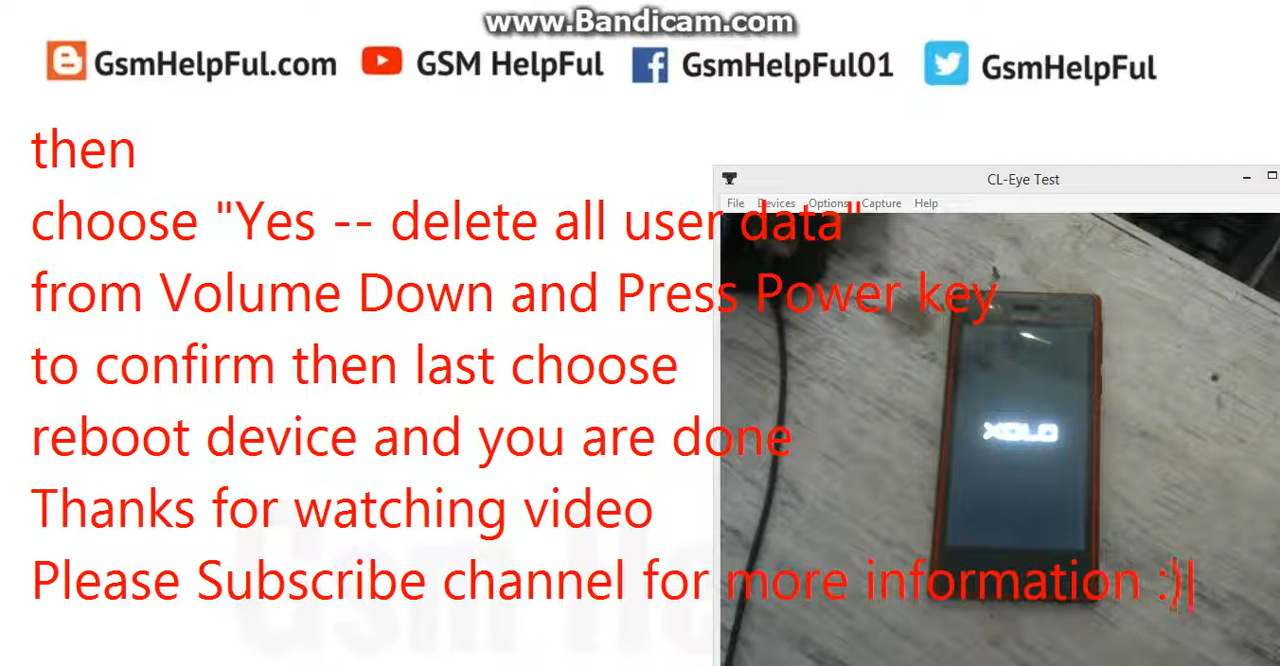 www.Bandicam.com
GsmHelpFul.com GSM HelpFul GsmHelpFul01 GsmHelpFul
then
CL-Eye Test
File Devices Options Capture Help
choose "Yes -- delete all user data"
from Volume Down and Press Power key
to confirm then last choose
reboot device and you are done
XOLO
Thanks for watching video
Please Subscribe channel for more information :)